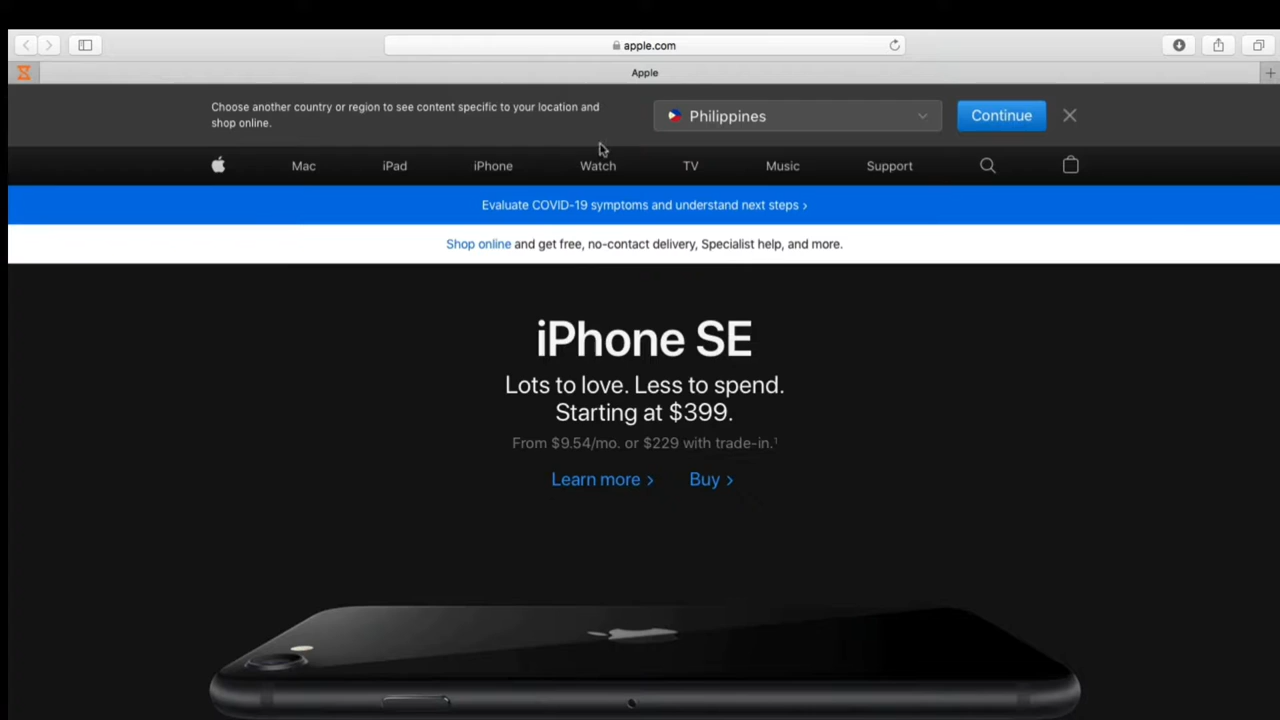 apple.com
Apple
Choose another country or region to see content specific to your location and
shop online.
Philippines
Continue
Mac
iPad
iPhone
Watch
TV
Music
Support
Evaluate COVID-19 symptoms and understand next steps >
Shop online and get free, no-contact delivery, Specialist help, and more.
iPhone SE
Lots to love. Less to spend.
Starting at $399.
From $9.54/mo. or $229 with trade-in.¹
Learn more >
Buy >